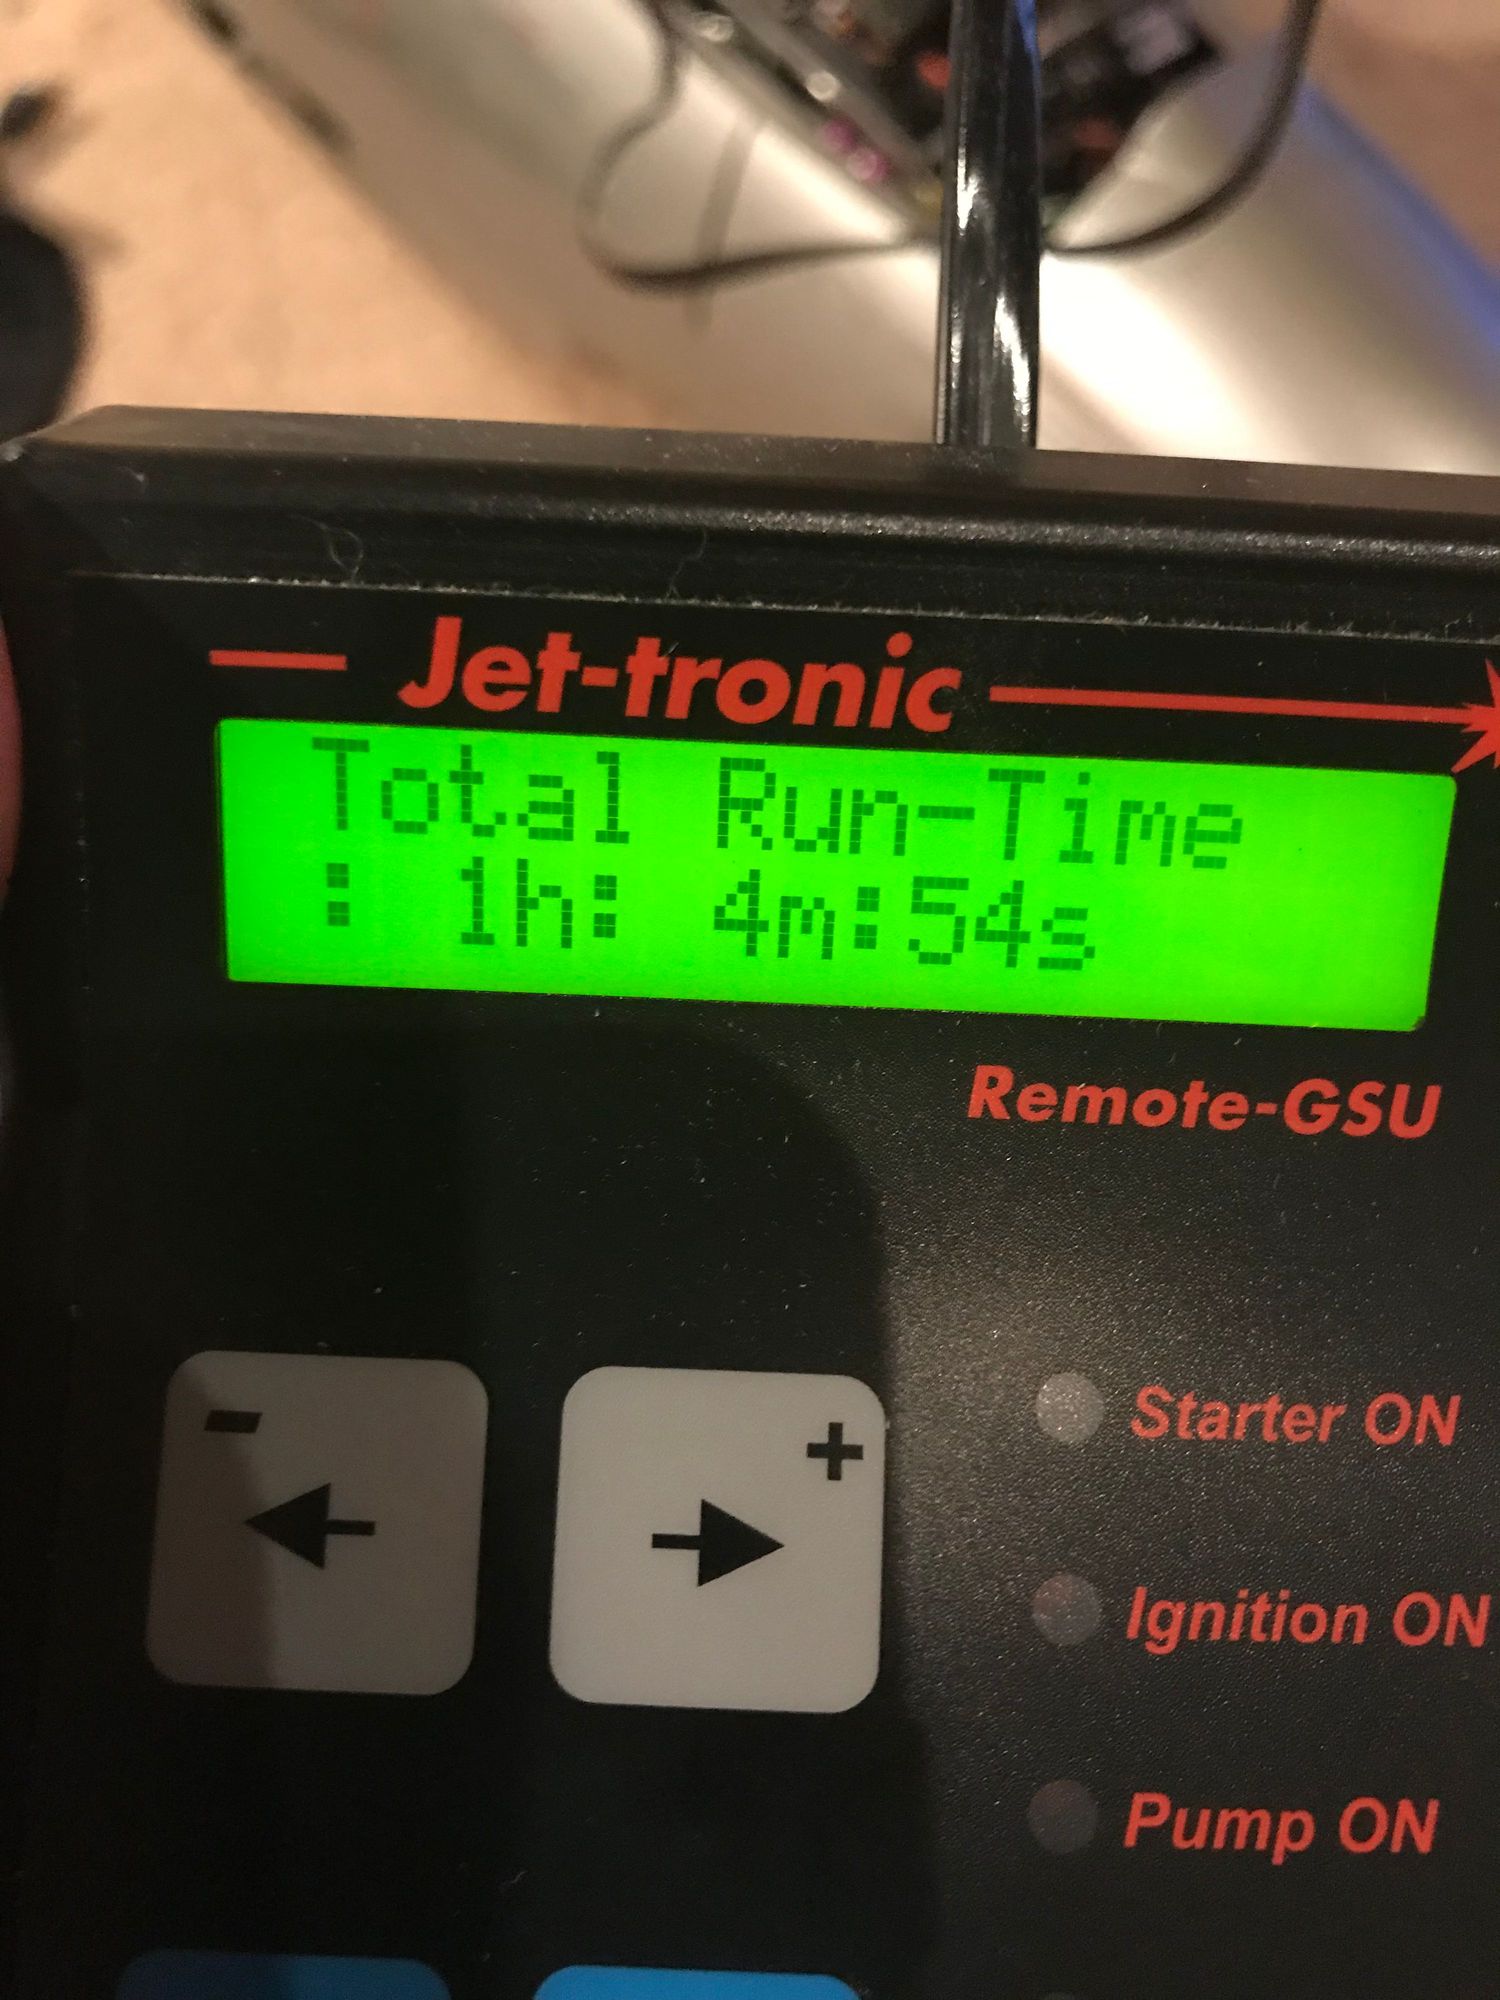 Jet-tronic
Total Run-Time
: 1h: 4m:54s
Remote-GSU
-
+
Starter ON
Ignition ON
Pump ON